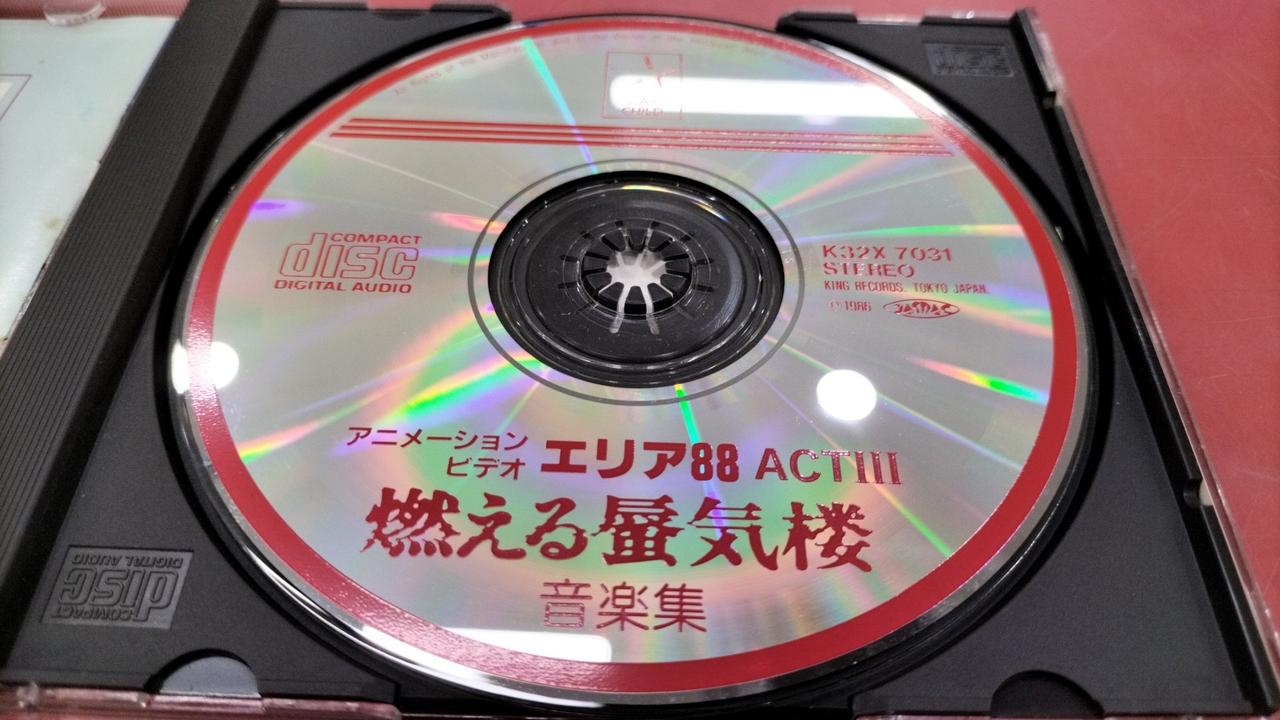 CHILD
COMPACT
disc
DIGITAL AUDIO
K32X 7031
STEREO
KING RECORDS. TOKYO JAPAN.
℗ 1986 JASRAC
アニメーション
ビデオ
エリア88 ACTIII
燃える蜃気楼
音楽集
COMPACT
disc
DIGITAL AUDIO